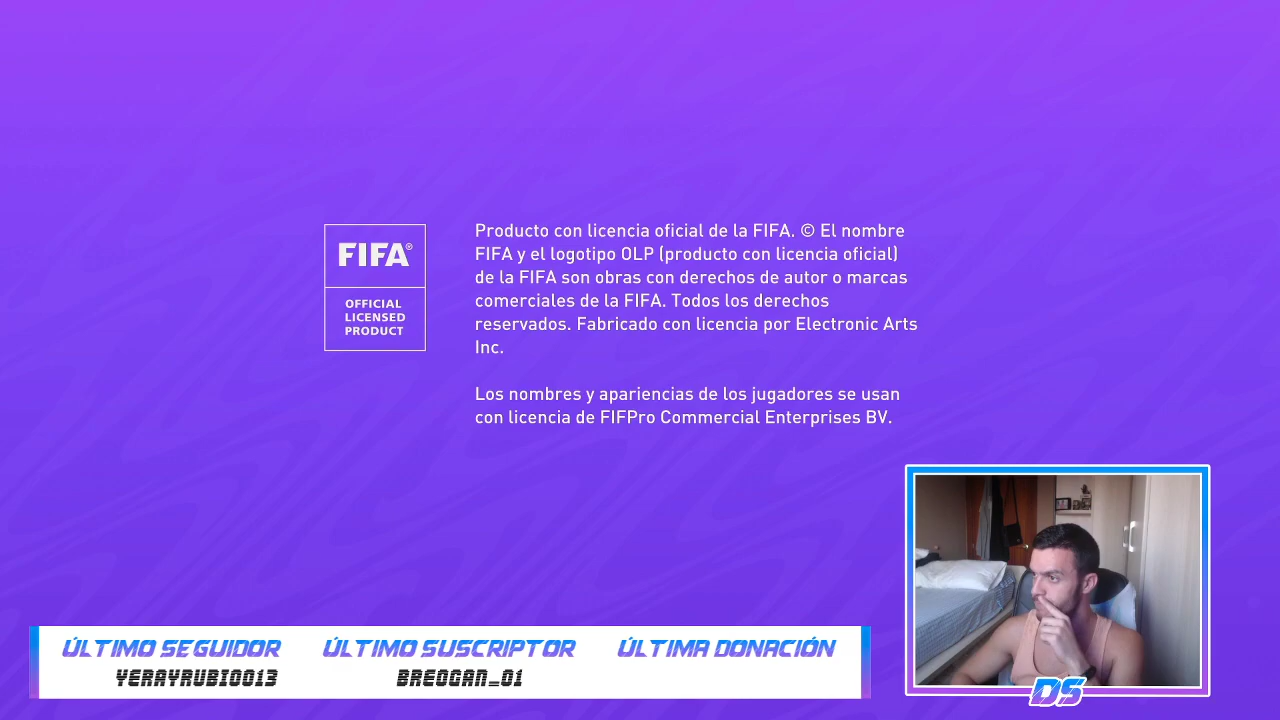 FIFA®
OFFICIAL
LICENSED
PRODUCT
Producto con licencia oficial de la FIFA. © El nombre
FIFA y el logotipo OLP (producto con licencia oficial)
de la FIFA son obras con derechos de autor o marcas
comerciales de la FIFA. Todos los derechos
reservados. Fabricado con licencia por Electronic Arts
Inc.
Los nombres y apariencias de los jugadores se usan
con licencia de FIFPro Commercial Enterprises BV.
ÚLTIMO SEGUIDOR
YERAYRUBIO013
ÚLTIMO SUSCRIPTOR
BREOGAN_01
ÚLTIMA DONACIÓN
DS